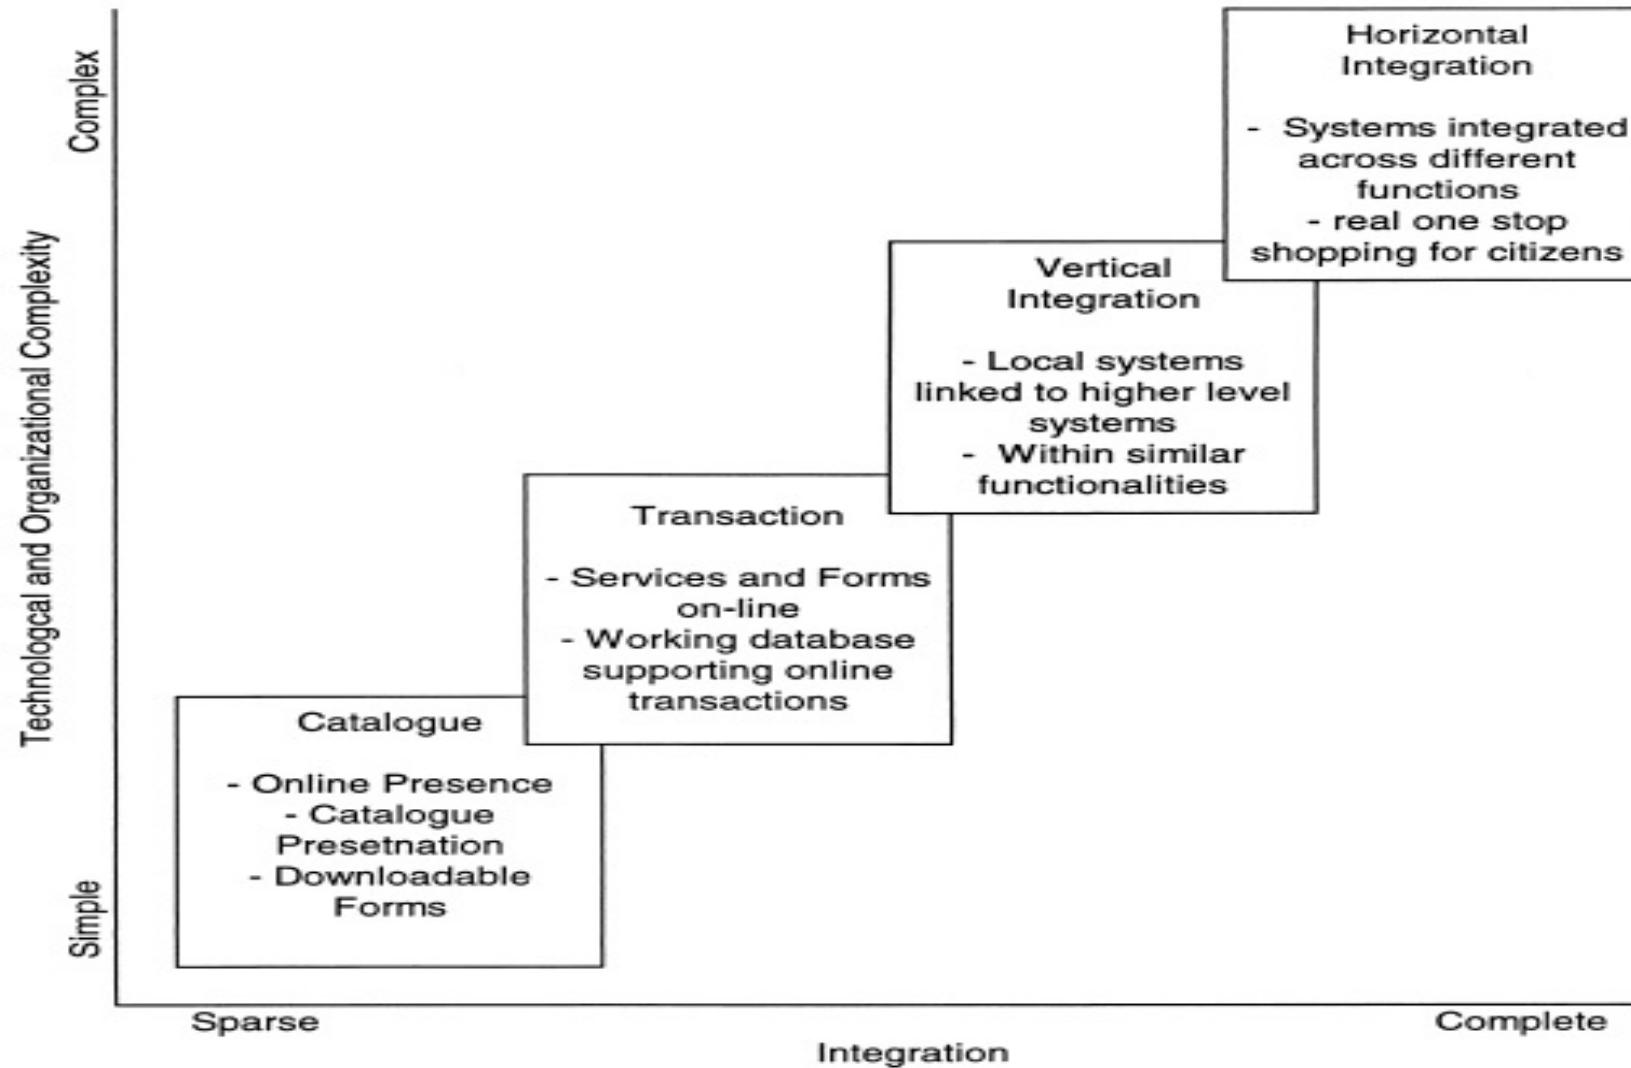 Complex
Technologcal and Organizational Complexity
Simple
Horizontal
Integration
- Systems integrated
across different
functions
- real one stop
shopping for citizens
Vertical
Integration
- Local systems
linked to higher level
systems
- Within similar
functionalities
Transaction
- Services and Forms
on-line
- Working database
supporting online
transactions
Catalogue
- Online Presence
- Catalogue
Presetnation
- Downloadable
Forms
Sparse
Complete
Integration